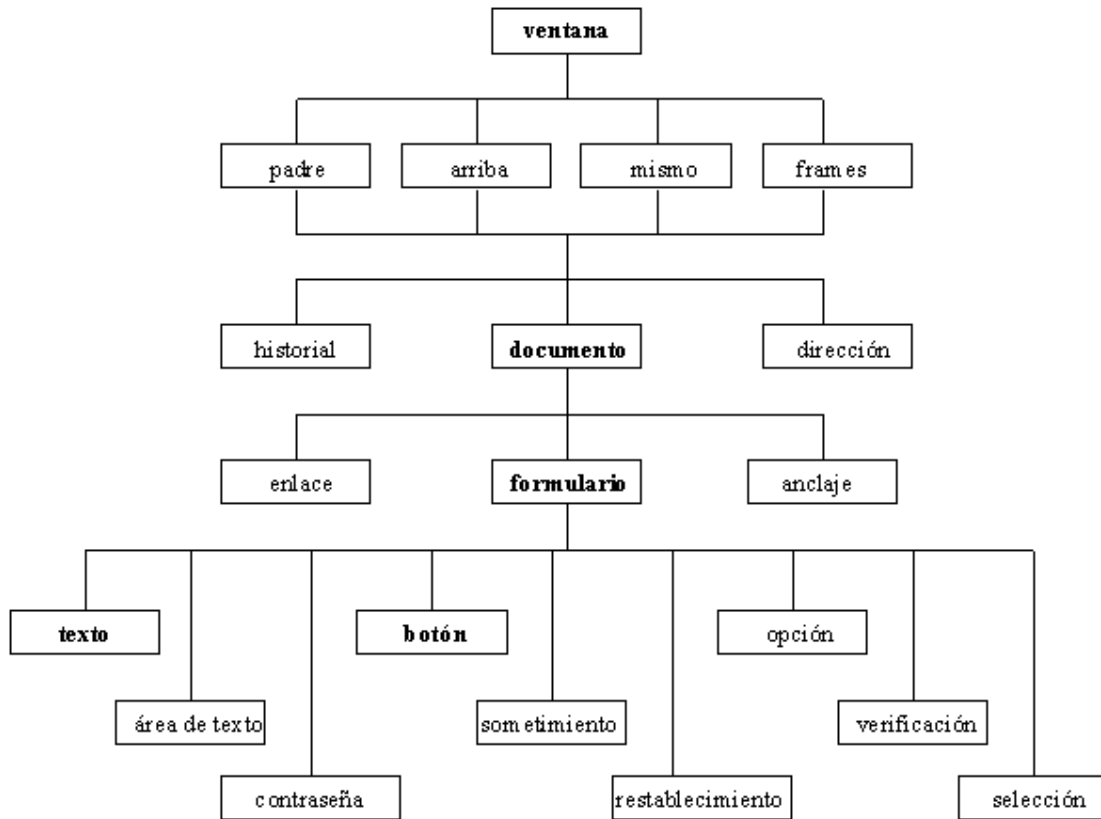 ventana
padre
arriba
mismo
frames
historial
documento
dirección
enlace
formulario
anclaje
texto
botón
opción
área de texto
sometimiento
verificación
contraseña
restablecimiento
selección